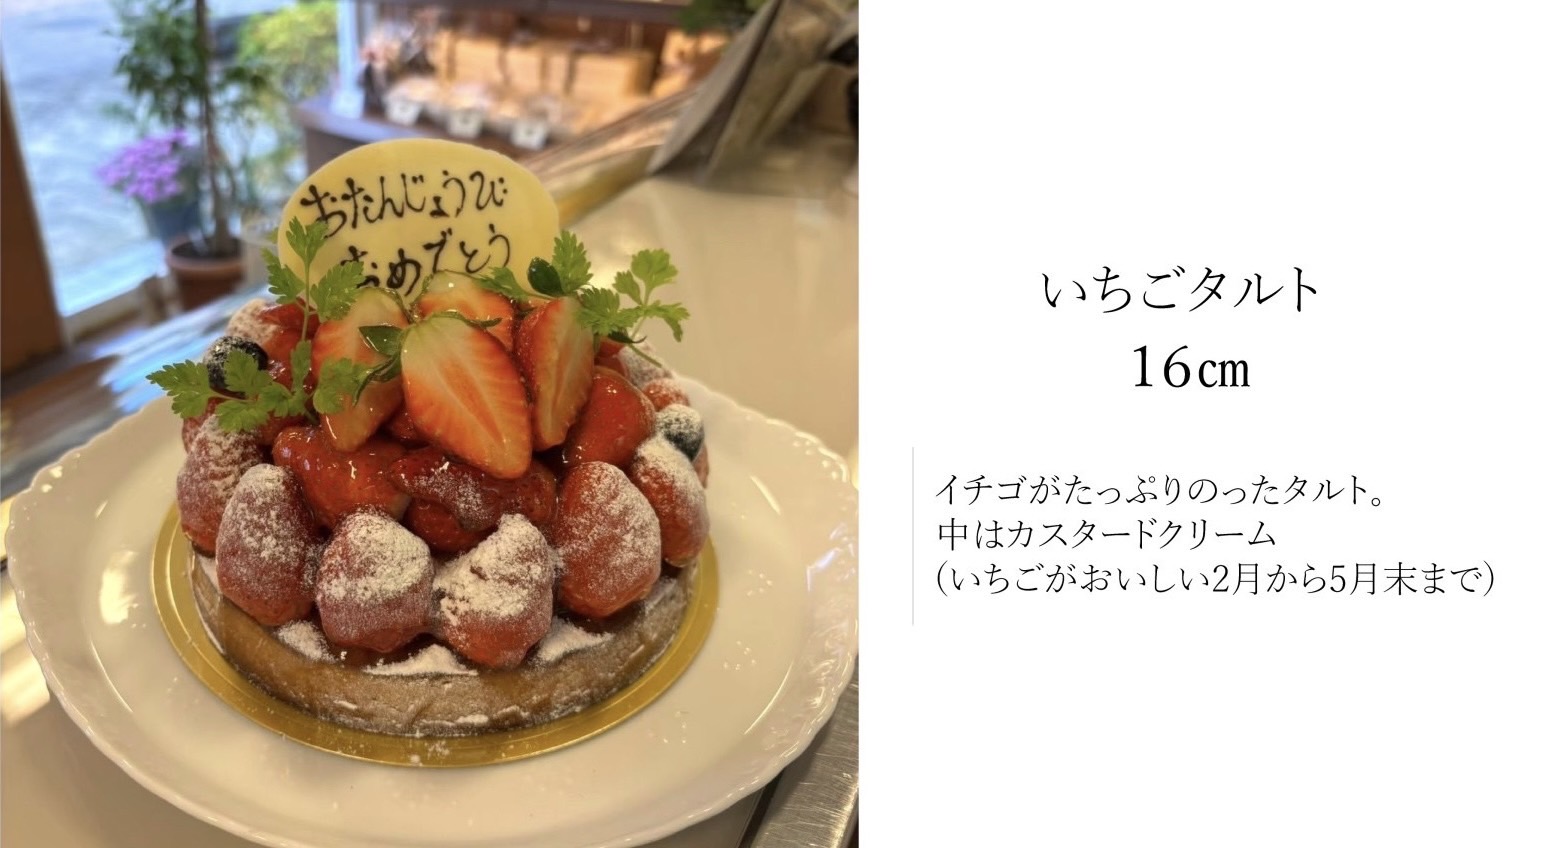 おたんじょうび
おめでとう
いちごタルト
16㎝
イチゴがたっぷりのったタルト。
中はカスタードクリーム
(いちごがおいしい2月から5月末まで)